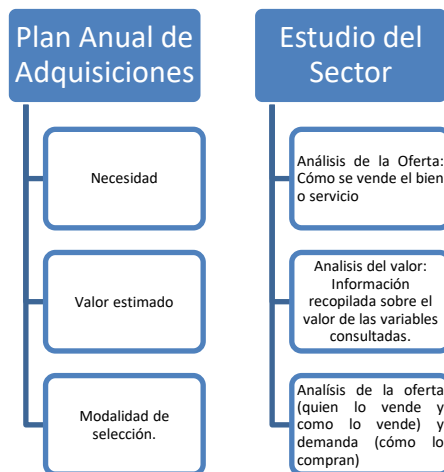 Plan Anual de
Adquisiciones
Necesidad
Valor estimado
Modalidad de
selección.
Estudio del
Sector
Análisis de la Oferta:
Cómo se vende el bien
o servicio
Analisis del valor:
Información
recopilada sobre el
valor de las variables
consultadas.
Analísis de la oferta
(quien lo vende y
como lo vende) y
demanda (cómo lo
compran)